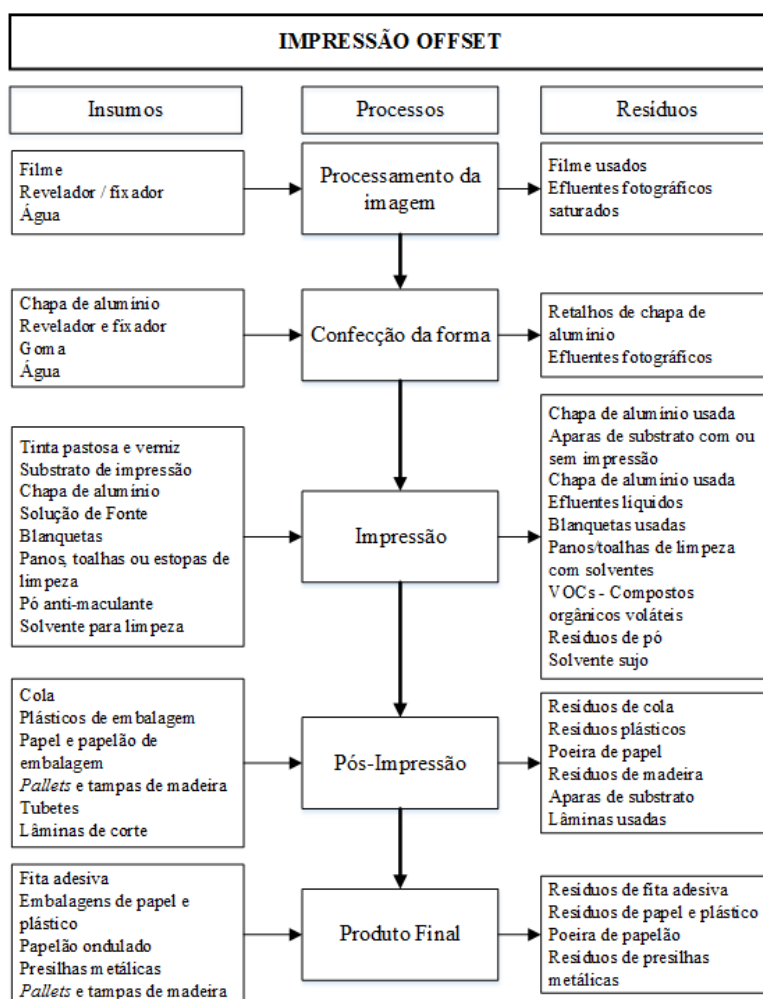 IMPRESSÃO OFFSET
Insumos
Processos
Resíduos
Filme
Revelador / fixador
Água
Processamento da
imagem
Filme usados
Efluentes fotográficos
saturados
Chapa de alumínio
Revelador e fixador
Goma
Água
Confecção da forma
Retalhos de chapa de
alumínio
Efluentes fotográficos
Tinta pastosa e verniz
Substrato de impressão
Chapa de alumínio
Solução de Fonte
Blanquetas
Panos, toalhas ou estopas de
limpeza
Pó anti-maculante
Solvente para limpeza
Impressão
Chapa de alumínio usada
Aparas de substrato com ou
sem impressão
Chapa de alumínio usada
Efluentes líquidos
Blanquetas usadas
Panos/toalhas de limpeza
com solventes
VOCs - Compostos
orgânicos voláteis
Resíduos de pó
Solvente sujo
Cola
Plásticos de embalagem
Papel e papelão de
embalagem
Pallets e tampas de madeira
Tubetes
Lâminas de corte
Pós-Impressão
Resíduos de cola
Resíduos plásticos
Poeira de papel
Resíduos de madeira
Aparas de substrato
Lâminas usadas
Fita adesiva
Embalagens de papel e
plástico
Papelão ondulado
Presilhas metálicas
Pallets e tampas de madeira
Produto Final
Resíduos de fita adesiva
Resíduos de papel e plástico
Poeira de papelão
Resíduos de presilhas
metálicas